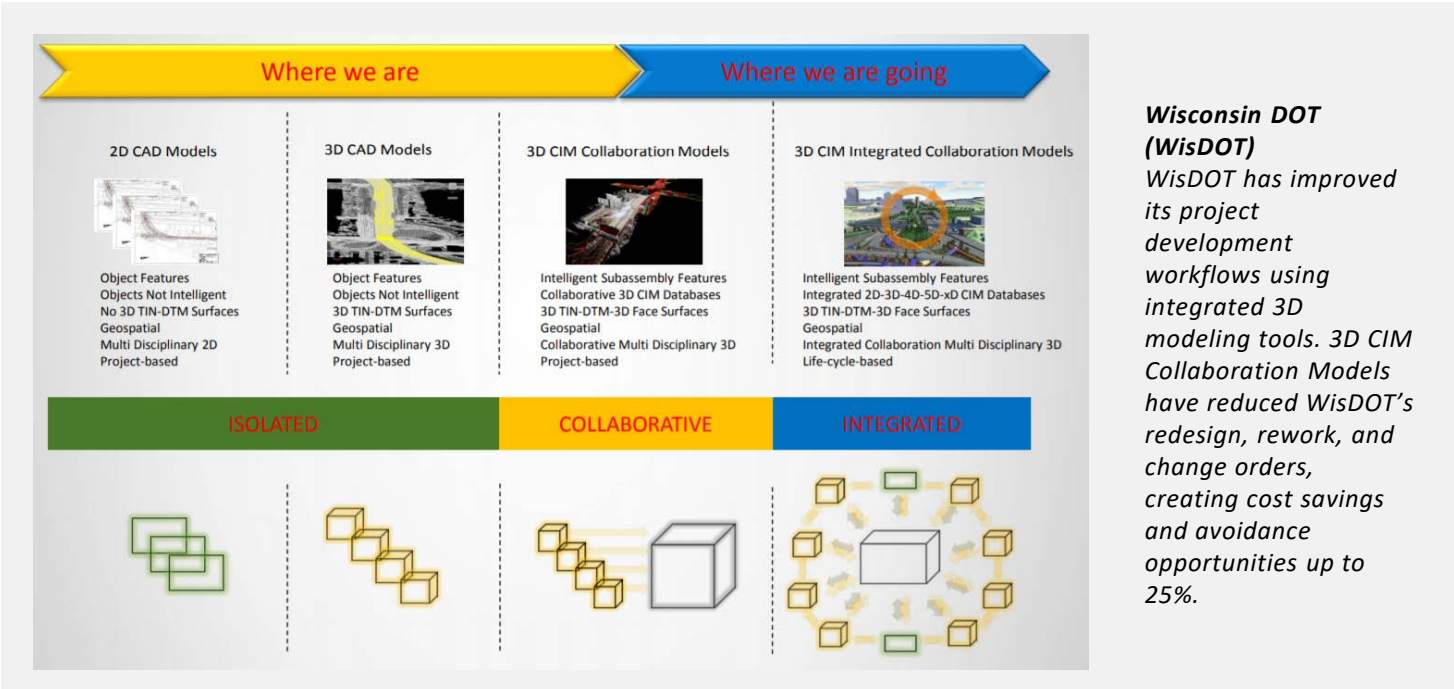 Where we are
Where we are going
2D CAD Models
Object Features
Objects Not Intelligent
No 3D TIN-DTM Surfaces
Geospatial
Multi Disciplinary 2D
Project-based
3D CAD Models
Object Features
Objects Not Intelligent
3D TIN-DTM Surfaces
Geospatial
Multi Disciplinary 3D
Project-based
3D CIM Collaboration Models
Intelligent Subassembly Features
Collaborative 3D CIM Databases
3D TIN-DTM-3D Face Surfaces
Geospatial
Collaborative Multi Disciplinary 3D
Project-based
3D CIM Integrated Collaboration Models
Intelligent Subassembly Features
Integrated 2D-3D-4D-5D-xD CIM Databases
3D TIN-DTM-3D Face Surfaces
Geospatial
Integrated Collaboration Multi Disciplinary 3D
Life-cycle-based
ISOLATED
COLLABORATIVE
INTEGRATED
Wisconsin DOT
(WisDOT)
WisDOT has improved
its project
development
workflows using
integrated 3D
modeling tools. 3D CIM
Collaboration Models
have reduced WisDOT’s
redesign, rework, and
change orders,
creating cost savings
and avoidance
opportunities up to
25%.